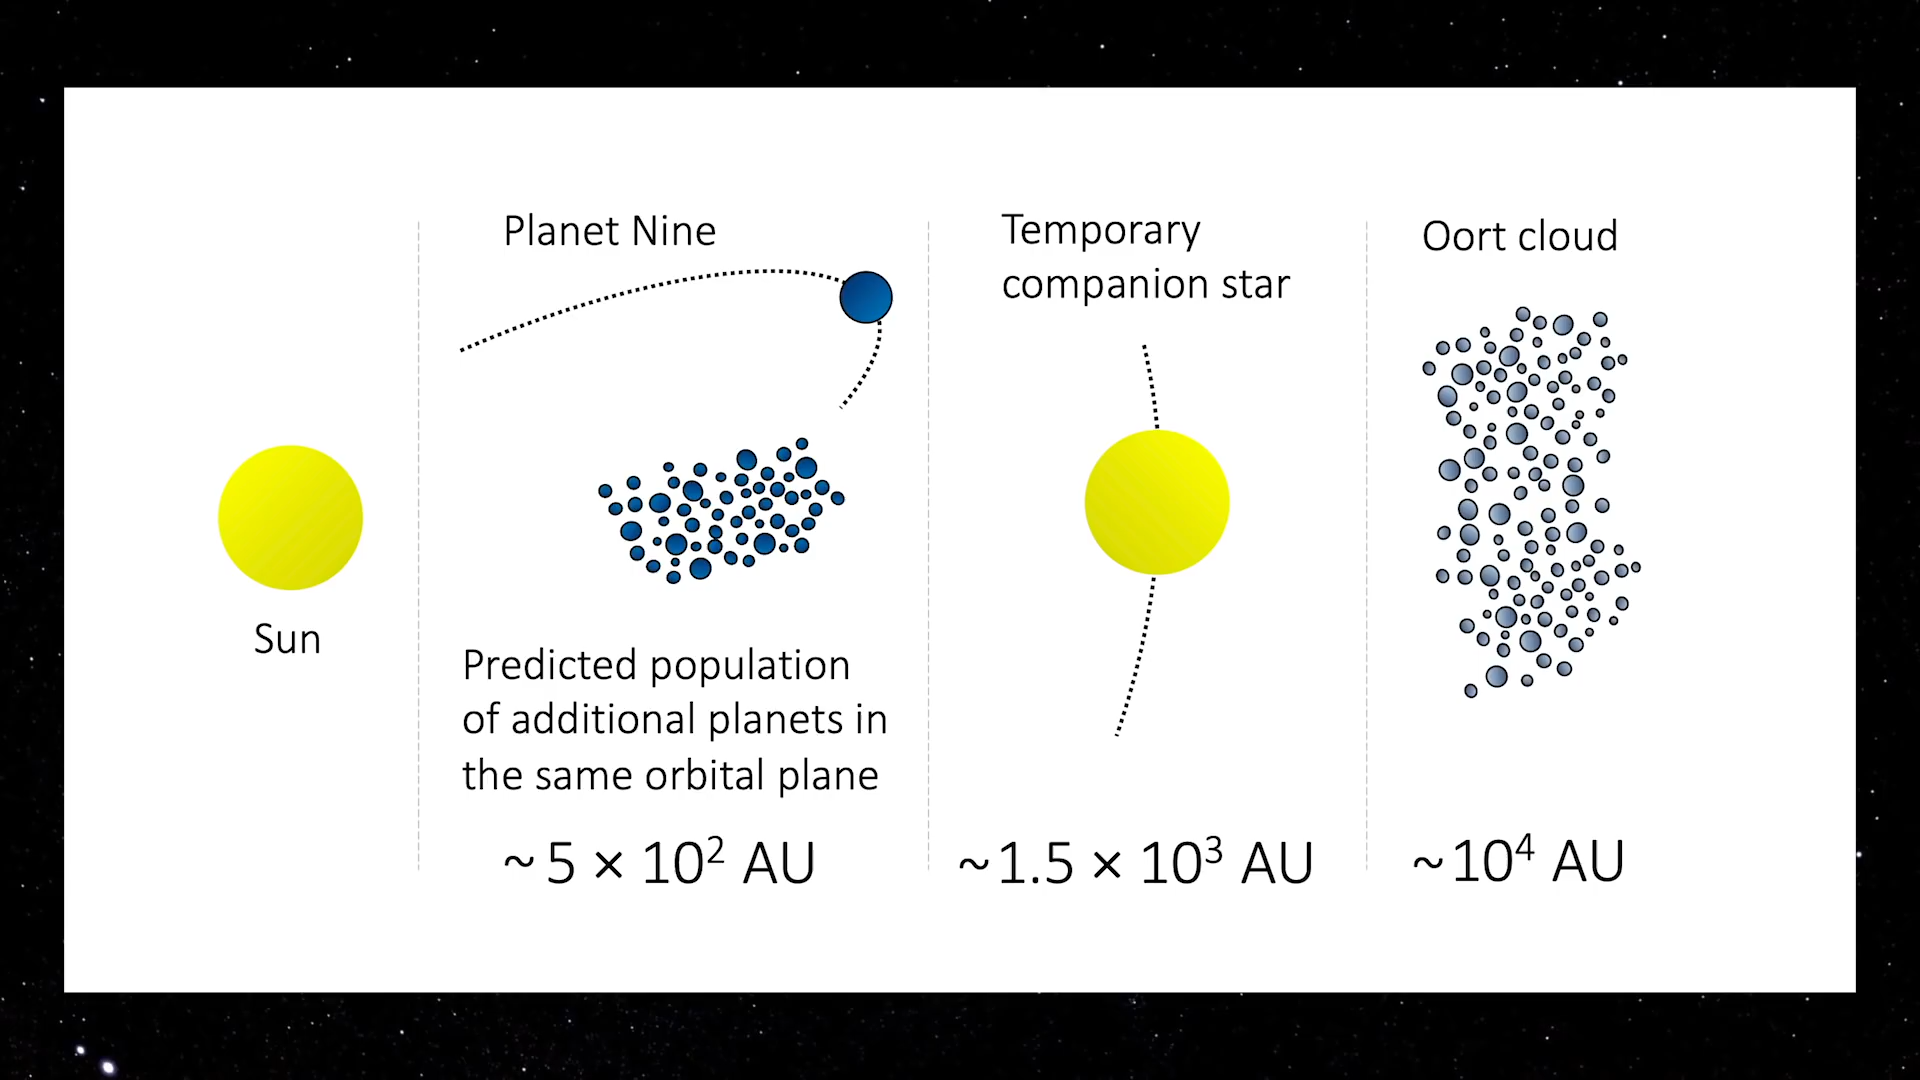 Planet Nine
Temporary
companion star
Oort cloud
Sun
Predicted population
of additional planets in
the same orbital plane
~ 5 × 10² AU
~1.5 × 10³ AU
~10⁴ AU